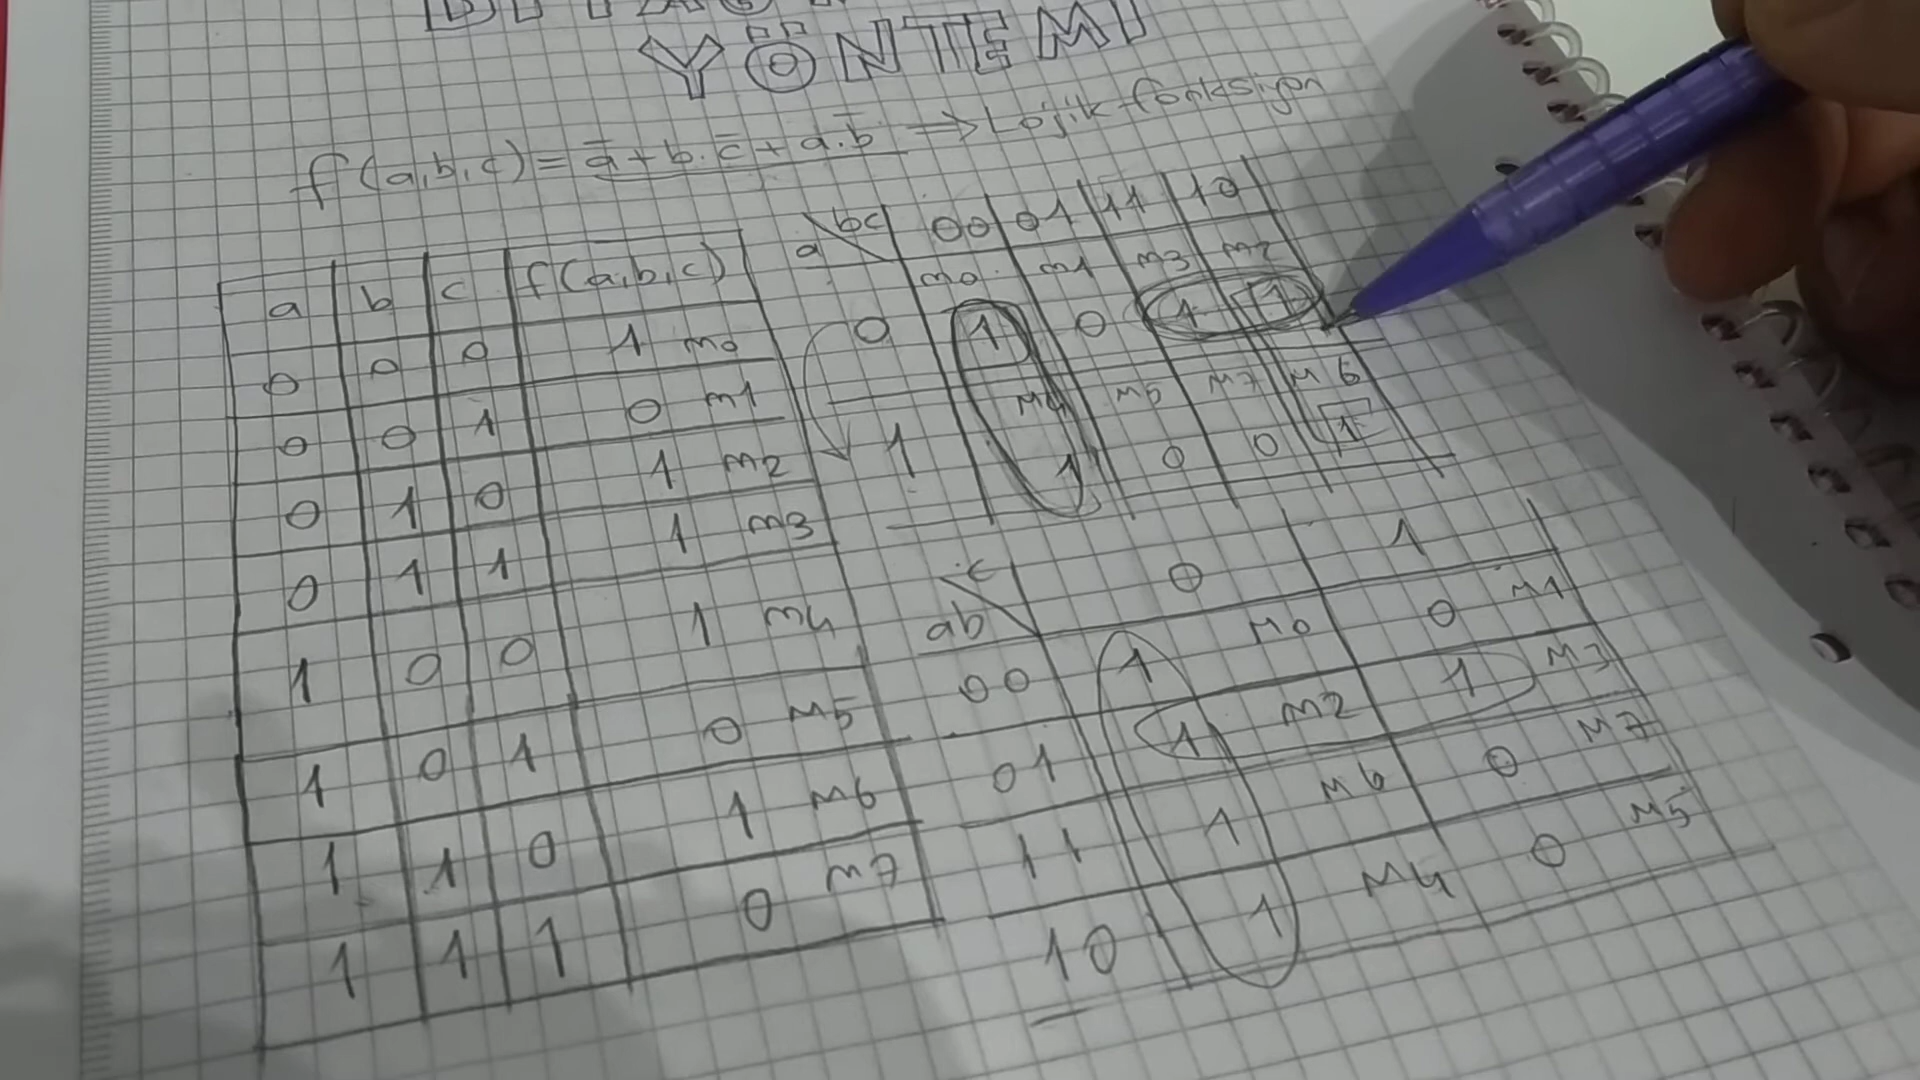 YÖNTEMİ
f(a,b,c) = a̅ + b.c̅ + a.b̅ => Lojik fonksiyon
a b c f(a,b,c)
0 0 0 1 m0
0 0 1 0 m1
0 1 0 1 m2
0 1 1 1 m3
1 0 0 1 m4
1 0 1 0 m5
1 1 0 1 m6
1 1 1 0 m7
a bc 00 01 11 10
m0 m1 m3 m2
0 1 0 1 1
m4 m5 m7 m6
1 1 0 0 1
ab c 0 1
00 1 m0 0 m1
01 1 m2 1 m3
11 1 m6 0 m7
10 1 m4 0 m5